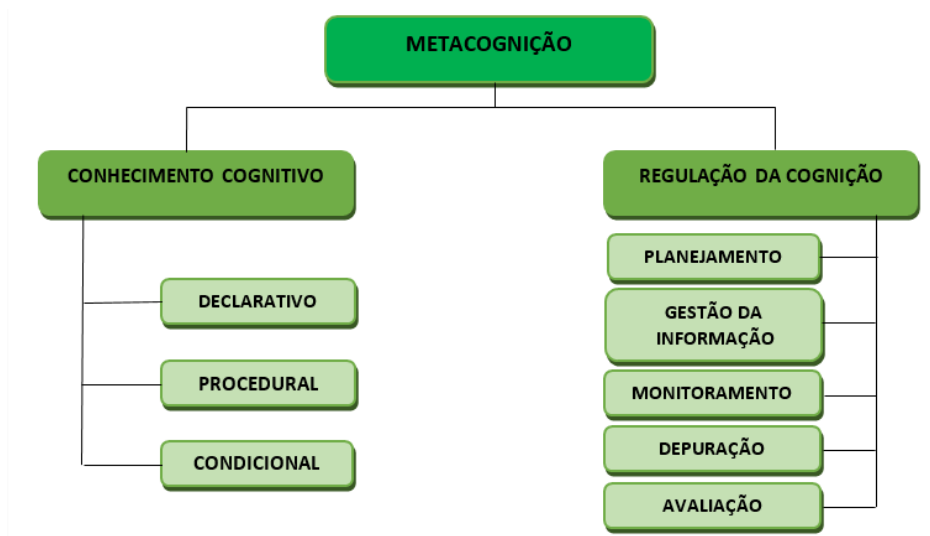 METACOGNIÇÃO
CONHECIMENTO COGNITIVO
DECLARATIVO
PROCEDURAL
CONDICIONAL
REGULAÇÃO DA COGNIÇÃO
PLANEJAMENTO
GESTÃO DA
INFORMAÇÃO
MONITORAMENTO
DEPURAÇÃO
AVALIAÇÃO